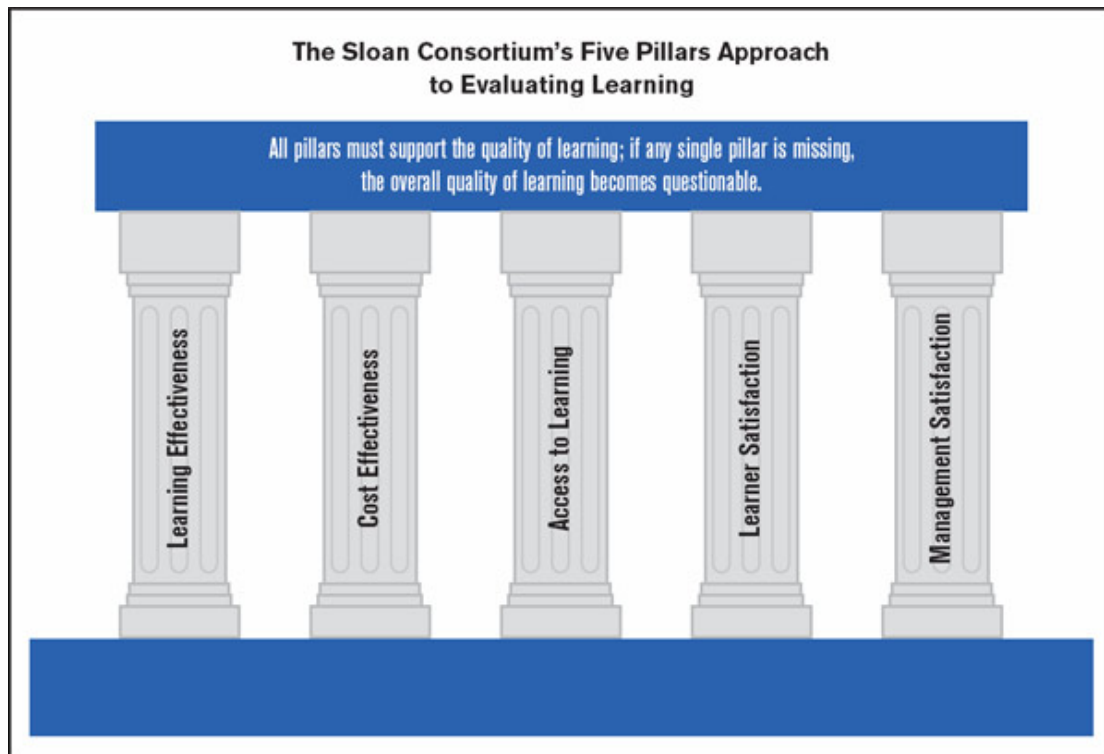 The Sloan Consortium’s Five Pillars Approach
to Evaluating Learning
All pillars must support the quality of learning; if any single pillar is missing,
the overall quality of learning becomes questionable.
Learning Effectiveness
Cost Effectiveness
Access to Learning
Learner Satisfaction
Management Satisfaction